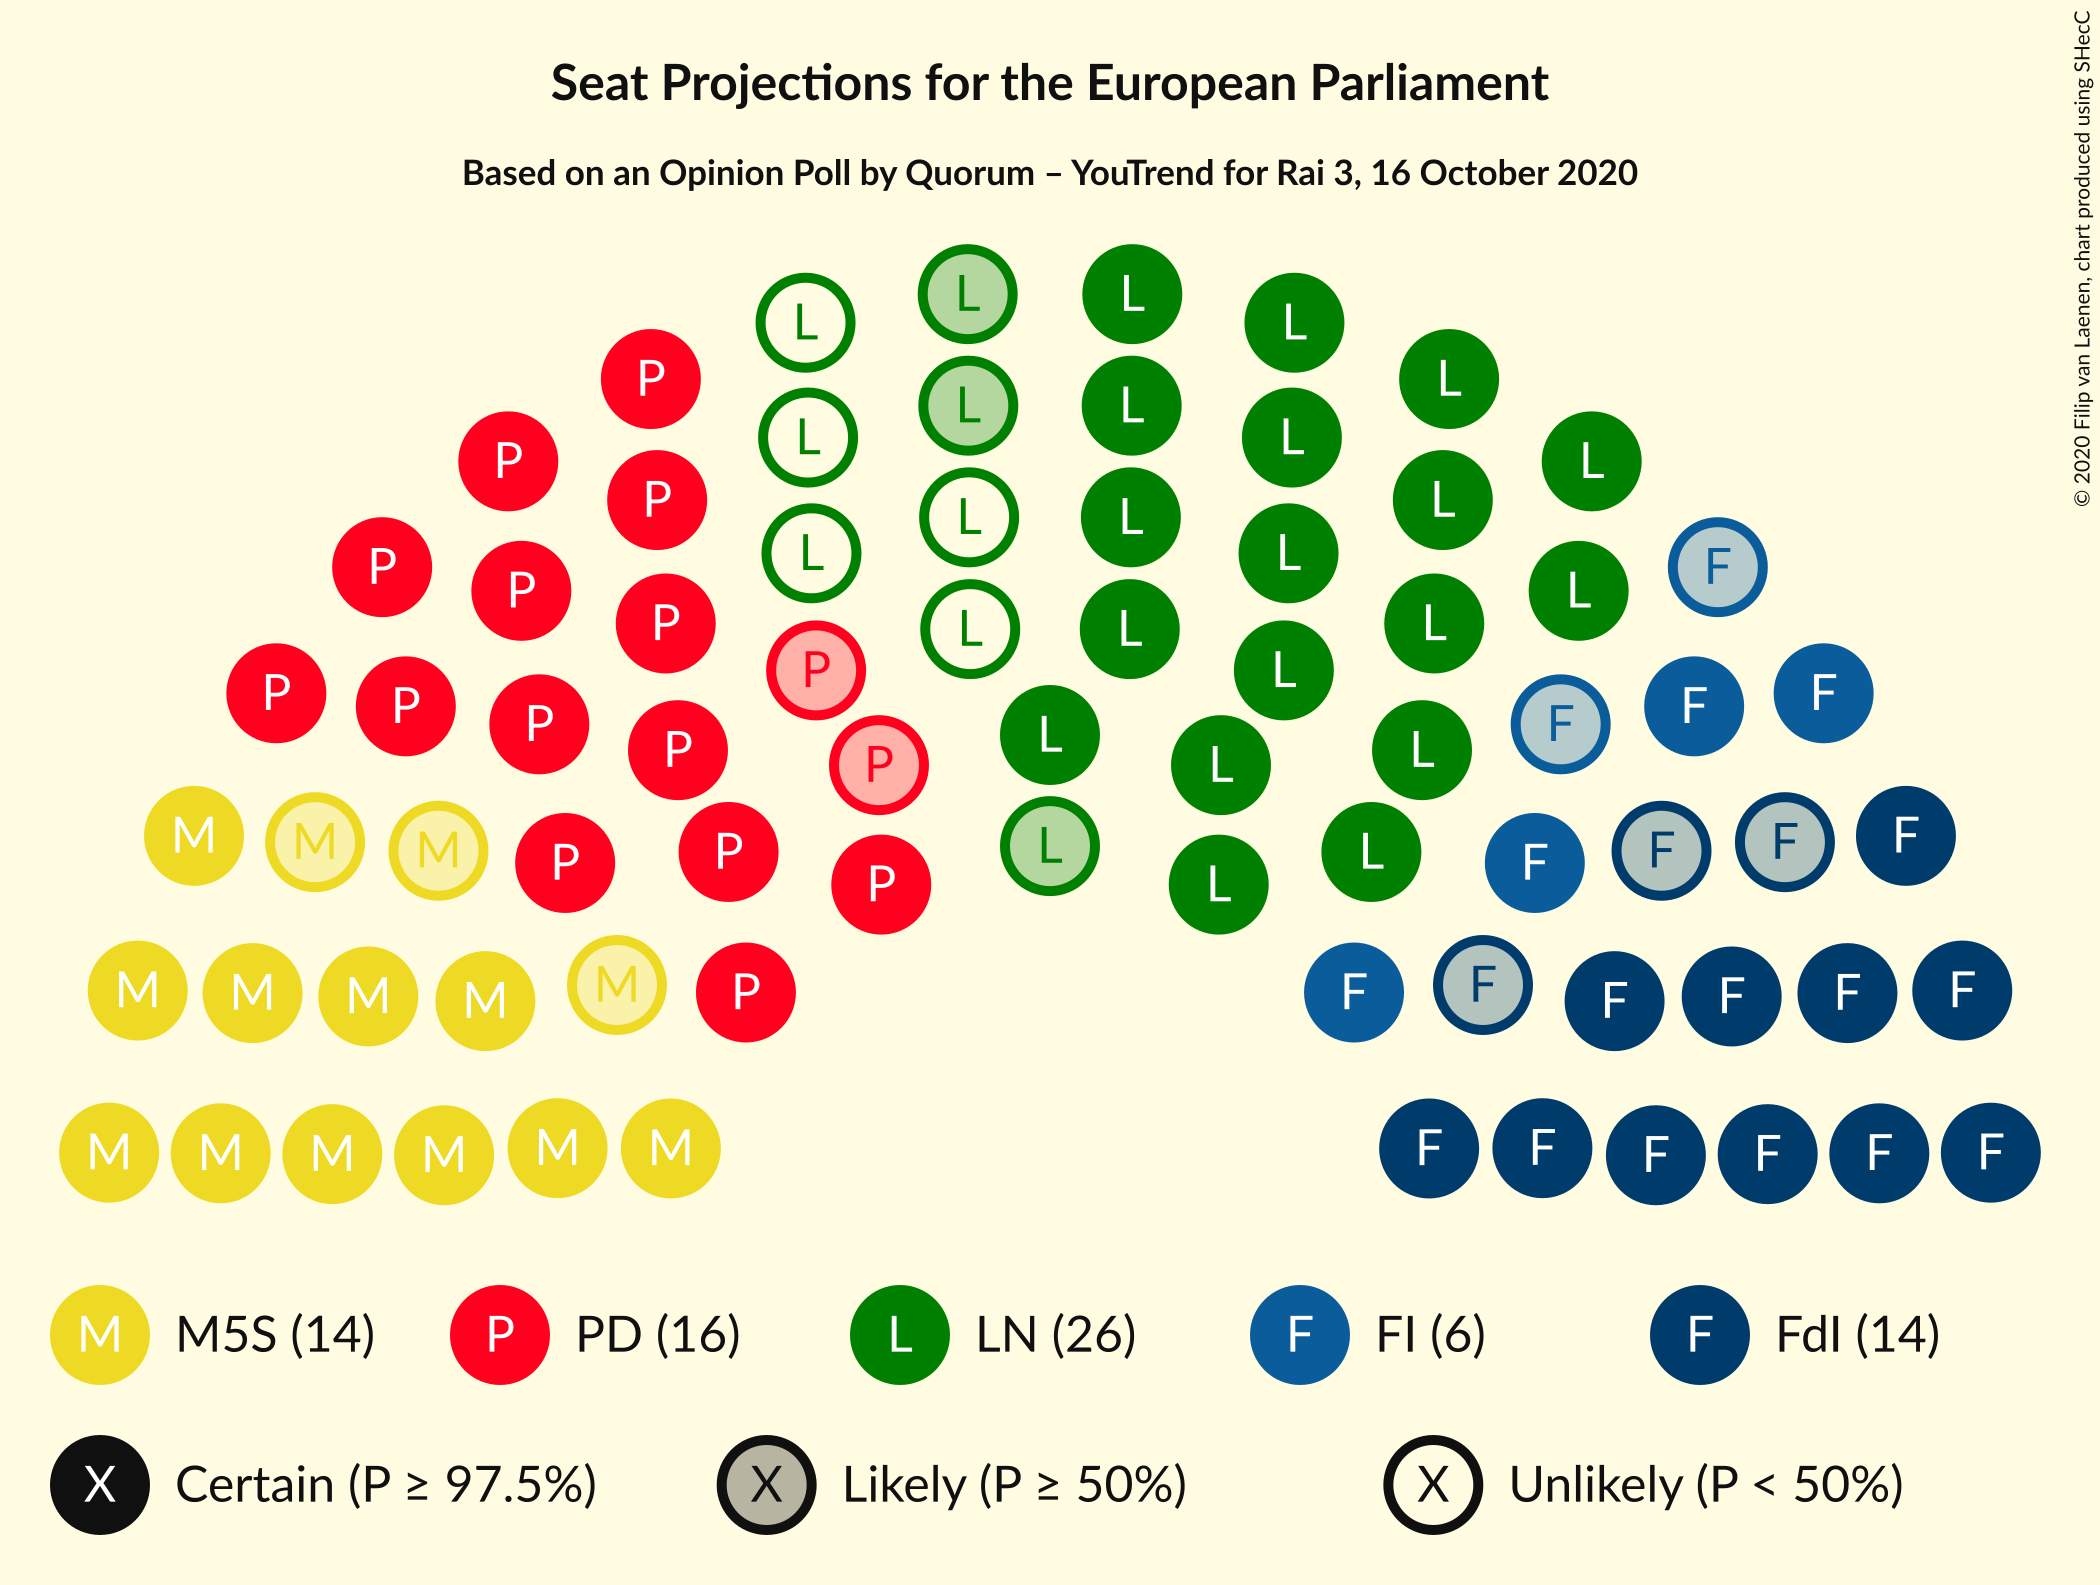 Seat Projections for the European Parliament
Based on an Opinion Poll by Quorum – YouTrend for Rai 3, 16 October 2020
© 2020 Filip van Laenen, chart produced using SHecC
L L L L
P L L P
L L L L
P P L L
L L L L
P P F
L L L L
P P L L
P L L
P P P P L L F F F
P L L
M M M P P L L F F F F
P L
M M M M M P F F F F F F
M M M M M M F F F F F F
M M5S (14) P PD (16) L LN (26) F FI (6) F FdI (14)
X Certain (P ≥ 97.5%) X Likely (P ≥ 50%) X Unlikely (P < 50%)